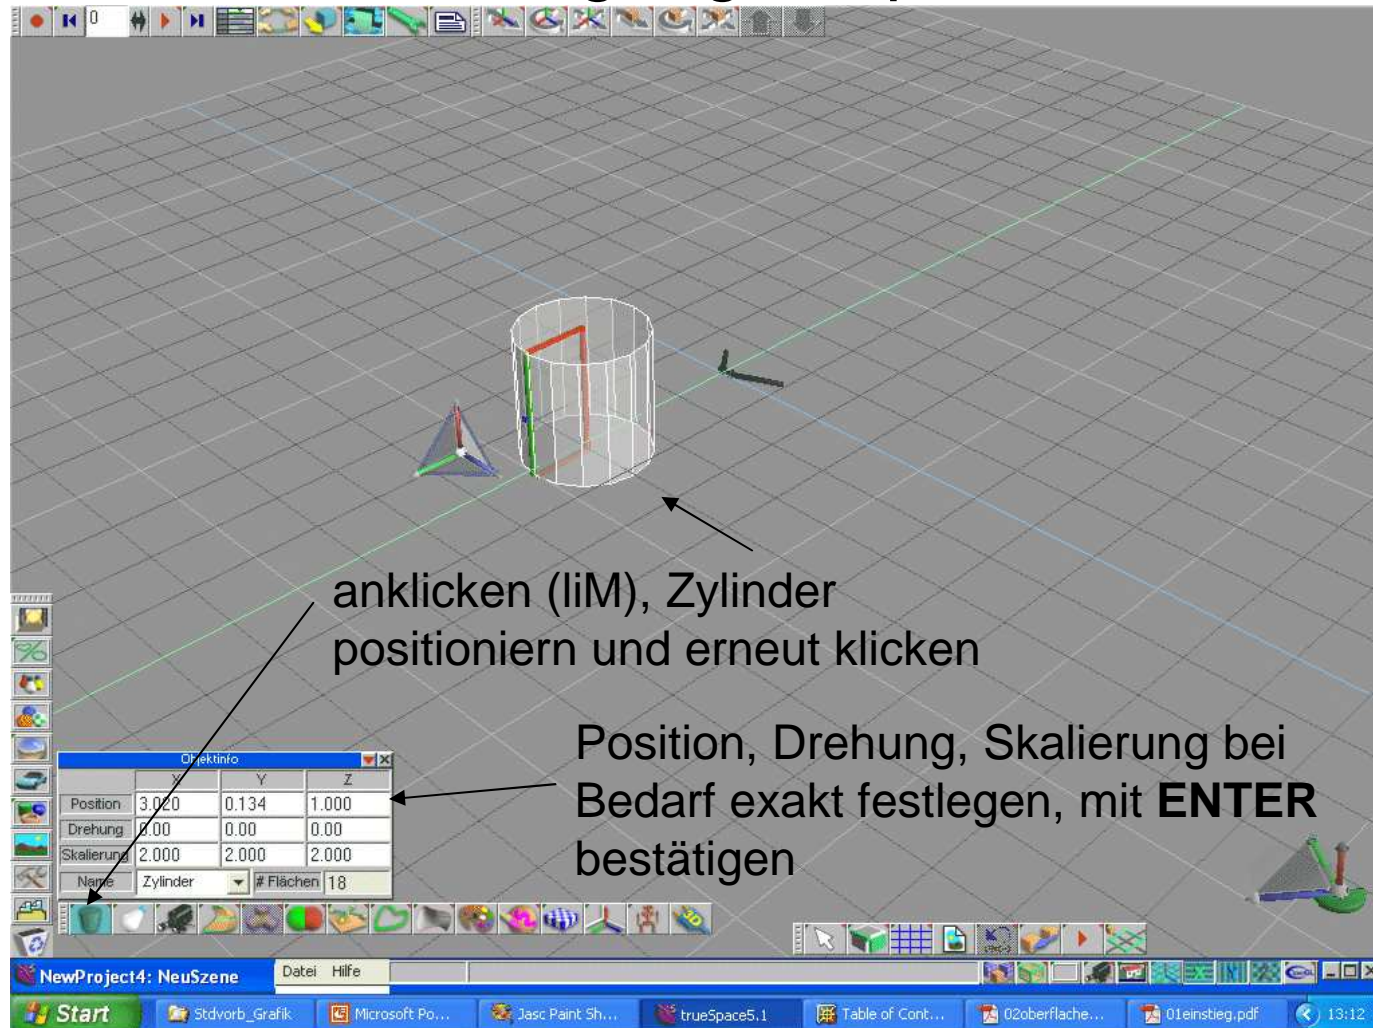 0
anklicken (liM), Zylinder
positioniern und erneut klicken
Position, Drehung, Skalierung bei
Bedarf exakt festlegen, mit ENTER
bestätigen
Objektinfo
X Y Z
Position 3.020 0.134 1.000
Drehung 0.00 0.00 0.00
Skalierung 2.000 2.000 2.000
Name Zylinder # Flächen 18
NewProject4: NeuSzene Datei Hilfe
Start Stdvorb_Grafik Microsoft Po... Jasc Paint Sh... trueSpace5.1 Table of Cont... 02oberflache... 01einstieg.pdf 13:12